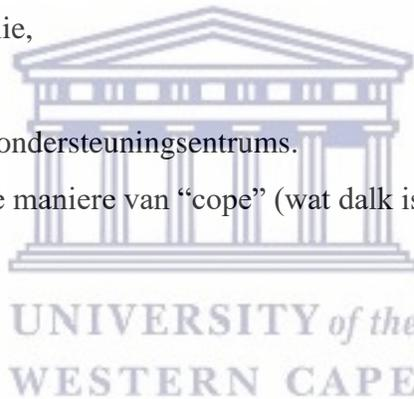 ie,
ondersteuningsentrums.
e maniere van “cope” (wat dalk is
UNIVERSITY of the
WESTERN CAPE